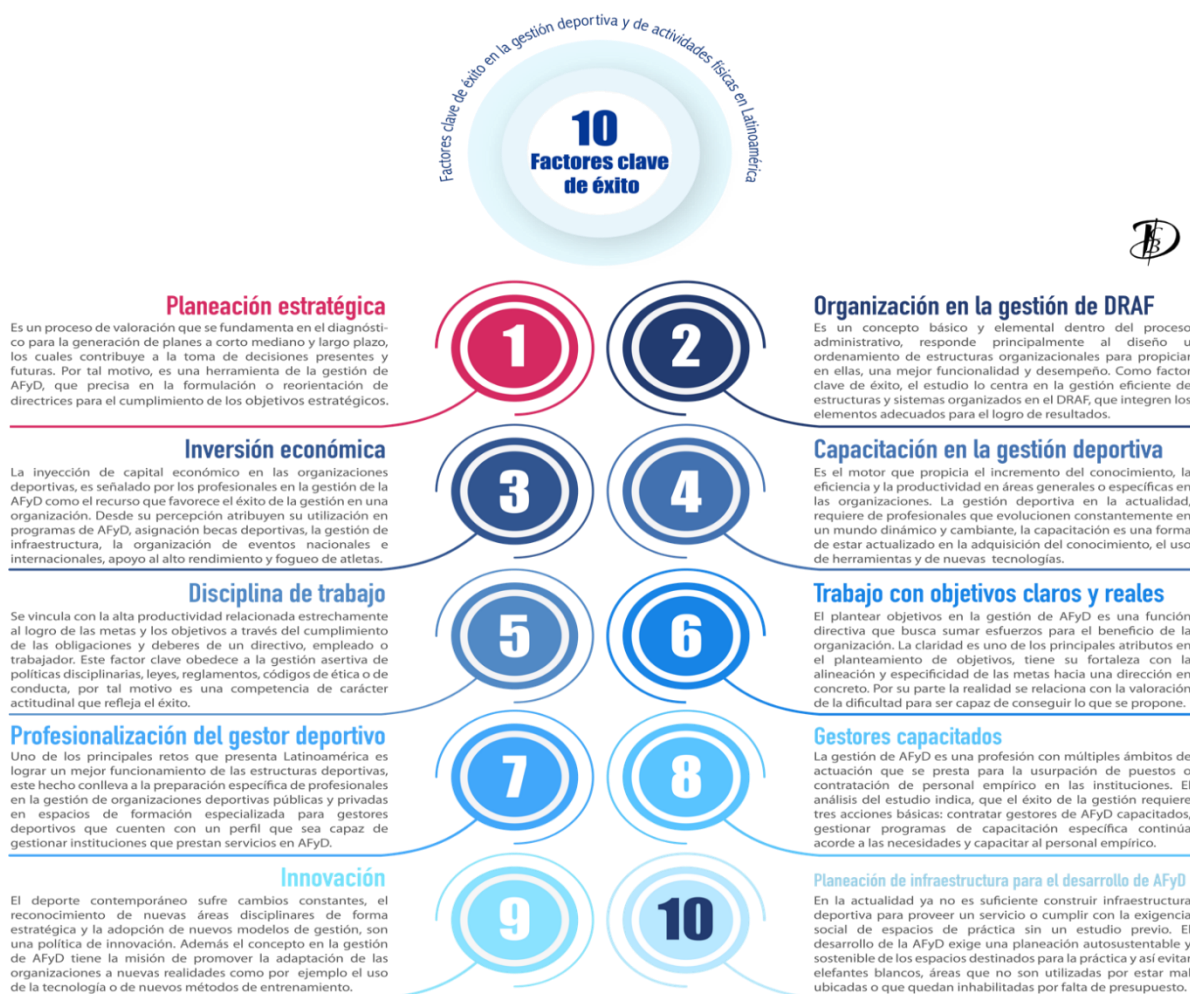 Factores clave de éxito en la gestión deportiva y de actividades físicas en Latinoamérica
10
Factores clave
de éxito
Planeación estratégica
Es un proceso de valoración que se fundamenta en el diagnósti-
co para la generación de planes a corto mediano y largo plazo,
los cuales contribuye a la toma de decisiones presentes y
futuras. Por tal motivo, es una herramienta de la gestión de
AFyD, que precisa en la formulación o reorientación de
directrices para el cumplimiento de los objetivos estratégicos.
1
2
Organización en la gestión de DRAF
Es un concepto básico y elemental dentro del proceso
administrativo, responde principalmente al diseño u
ordenamiento de estructuras organizacionales para propiciar
en ellas, una mejor funcionalidad y desempeño. Como factor
clave de éxito, el estudio lo centra en la gestión eficiente de
estructuras y sistemas organizados en el DRAF, que integren los
elementos adecuados para el logro de resultados.
Inversión económica
La inyección de capital económico en las organizaciones
deportivas, es señalado por los profesionales en la gestión de la
AFyD como el recurso que favorece el éxito de la gestión en una
organización. Desde su percepción atribuyen su utilización en
programas de AFyD, asignación becas deportivas, la gestión de
infraestructura, la organización de eventos nacionales e
internacionales, apoyo al alto rendimiento y fogueo de atletas.
3
4
Capacitación en la gestión deportiva
Es el motor que propicia el incremento del conocimiento, la
eficiencia y la productividad en áreas generales o específicas en
las organizaciones. La gestión deportiva en la actualidad,
requiere de profesionales que evolucionen constantemente en
un mundo dinámico y cambiante, la capacitación es una forma
de estar actualizado en la adquisición del conocimiento, el uso
de herramientas y de nuevas tecnologías.
Disciplina de trabajo
Se vincula con la alta productividad relacionada estrechamente
al logro de las metas y los objetivos a través del cumplimiento
de las obligaciones y deberes de un directivo, empleado o
trabajador. Este factor clave obedece a la gestión asertiva de
políticas disciplinarias, leyes, reglamentos, códigos de ética o de
conducta, por tal motivo es una competencia de carácter
actitudinal que refleja el éxito.
5
6
Trabajo con objetivos claros y reales
El plantear objetivos en la gestión de AFyD es una función
directiva que busca sumar esfuerzos para el beneficio de la
organización. La claridad es uno de los principales atributos en
el planteamiento de objetivos, tiene su fortaleza con la
alineación y especificidad de las metas hacia una dirección en
concreto. Por su parte la realidad se relaciona con la valoración
de la dificultad para ser capaz de conseguir lo que se propone.
Profesionalización del gestor deportivo
Uno de los principales retos que presenta Latinoamérica es
lograr un mejor funcionamiento de las estructuras deportivas,
este hecho conlleva a la preparación específica de profesionales
en la gestión de organizaciones deportivas públicas y privadas
en espacios de formación especializada para gestores
deportivos que cuenten con un perfil que sea capaz de
gestionar instituciones que prestan servicios en AFyD.
7
8
Gestores capacitados
La gestión de AFyD es una profesión con múltiples ámbitos de
actuación que se presta para la usurpación de puestos o
contratación de personal empírico en las instituciones. El
análisis del estudio indica, que el éxito de la gestión requiere
tres acciones básicas: contratar gestores de AFyD capacitados,
gestionar programas de capacitación específica continúa
acorde a las necesidades y capacitar al personal empírico.
Innovación
El deporte contemporáneo sufre cambios constantes, el
reconocimiento de nuevas áreas disciplinares de forma
estratégica y la adopción de nuevos modelos de gestión, son
una política de innovación. Además el concepto en la gestión
de AFyD tiene la misión de promover la adaptación de las
organizaciones a nuevas realidades como por ejemplo el uso
de la tecnología o de nuevos métodos de entrenamiento.
9
10
Planeación de infraestructura para el desarrollo de AFyD
En la actualidad ya no es suficiente construir infraestructura
deportiva para proveer un servicio o cumplir con la exigencia
social de espacios de práctica sin un estudio previo. El
desarrollo de la AFyD exige una planeación autosustentable y
sostenible de los espacios destinados para la práctica y así evitar
elefantes blancos, áreas que no son utilizadas por estar mal
ubicadas o que quedan inhabilitadas por falta de presupuesto.